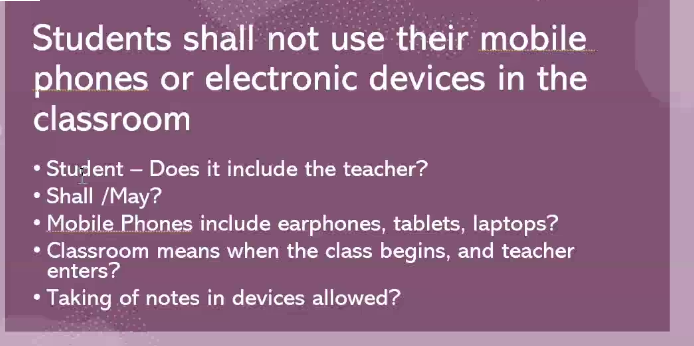 Students shall not use their mobile
phones or electronic devices in the
classroom
• Student – Does it include the teacher?
• Shall /May?
• Mobile Phones include earphones, tablets, laptops?
• Classroom means when the class begins, and teacher
enters?
• Taking of notes in devices allowed?